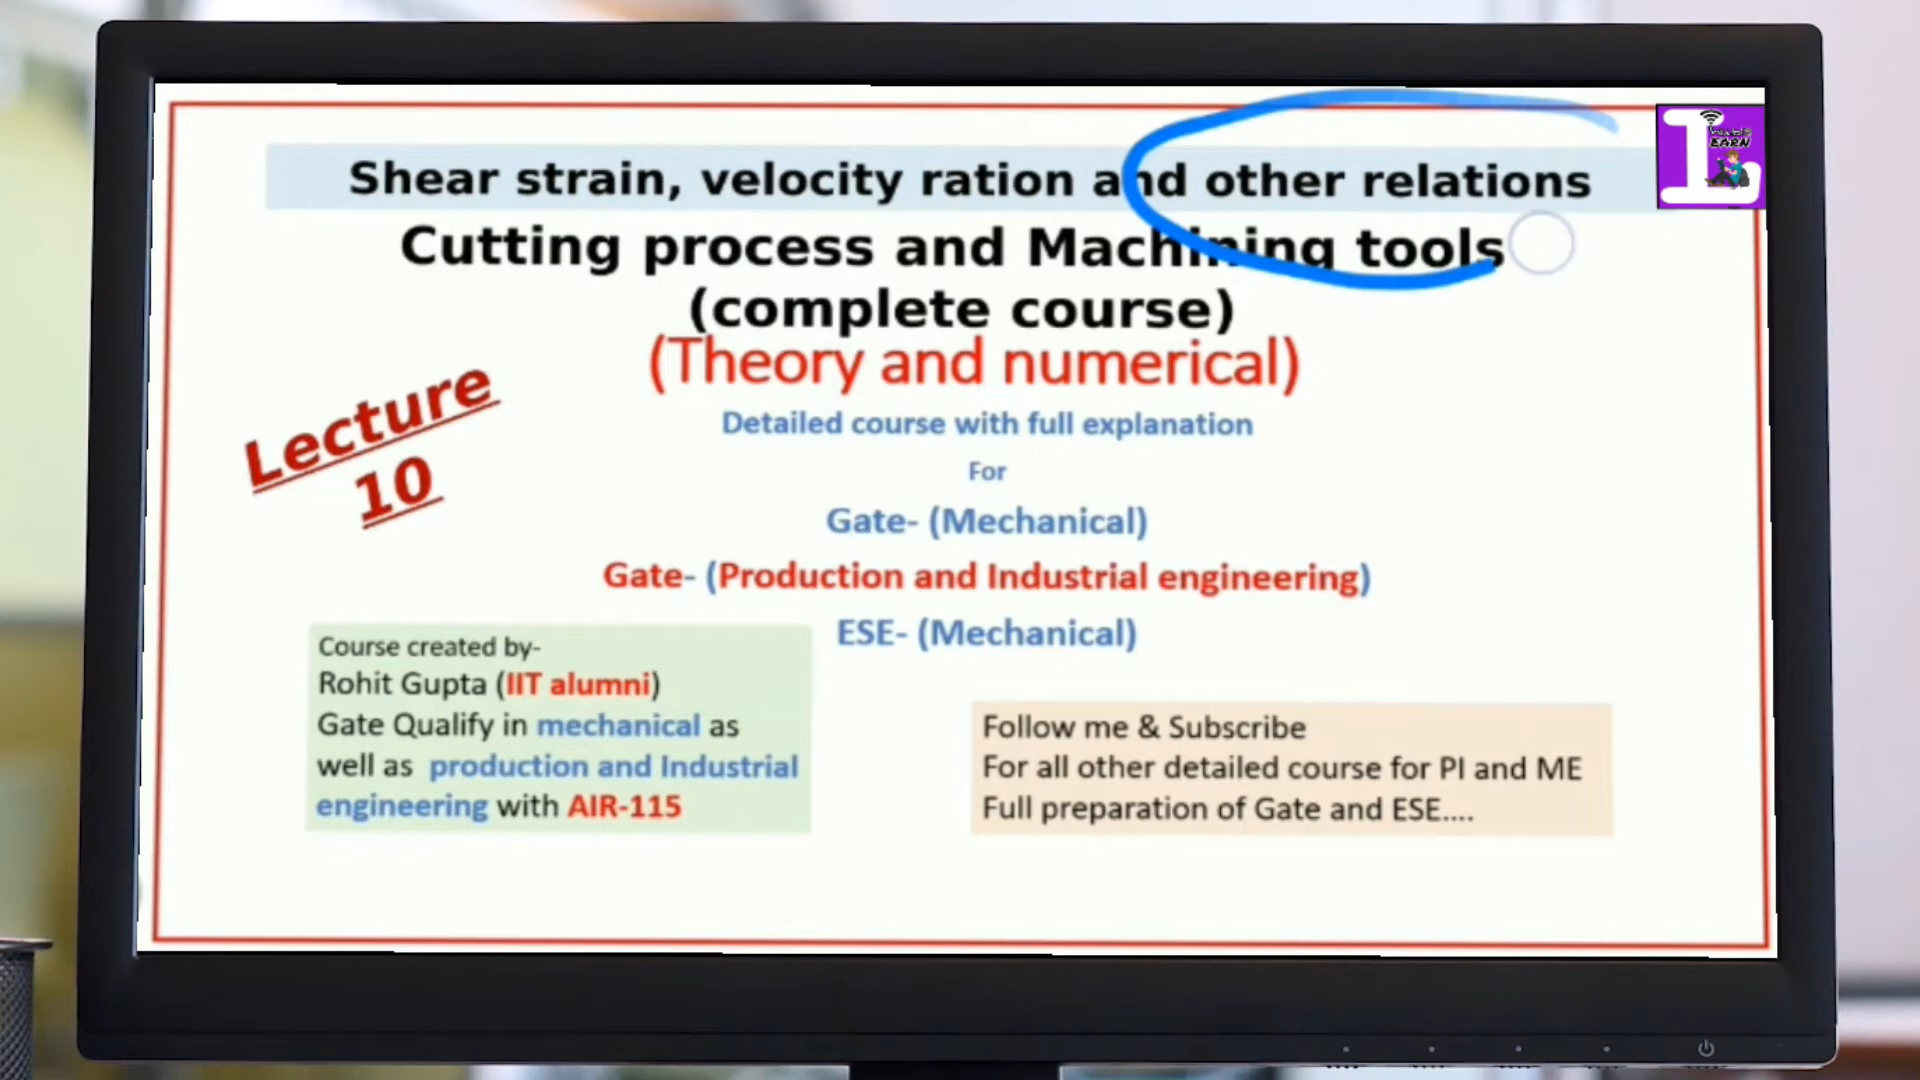 Shear strain, velocity ration and other relations
Cutting process and Machining tools
(complete course)
(Theory and numerical)
Lecture
10
Detailed course with full explanation
For
Gate- (Mechanical)
Gate- (Production and Industrial engineering)
ESE- (Mechanical)
Course created by-
Rohit Gupta (IIT alumni)
Gate Qualify in mechanical as
well as production and Industrial
engineering with AIR-115
Follow me & Subscribe
For all other detailed course for PI and ME
Full preparation of Gate and ESE....
L
EARN